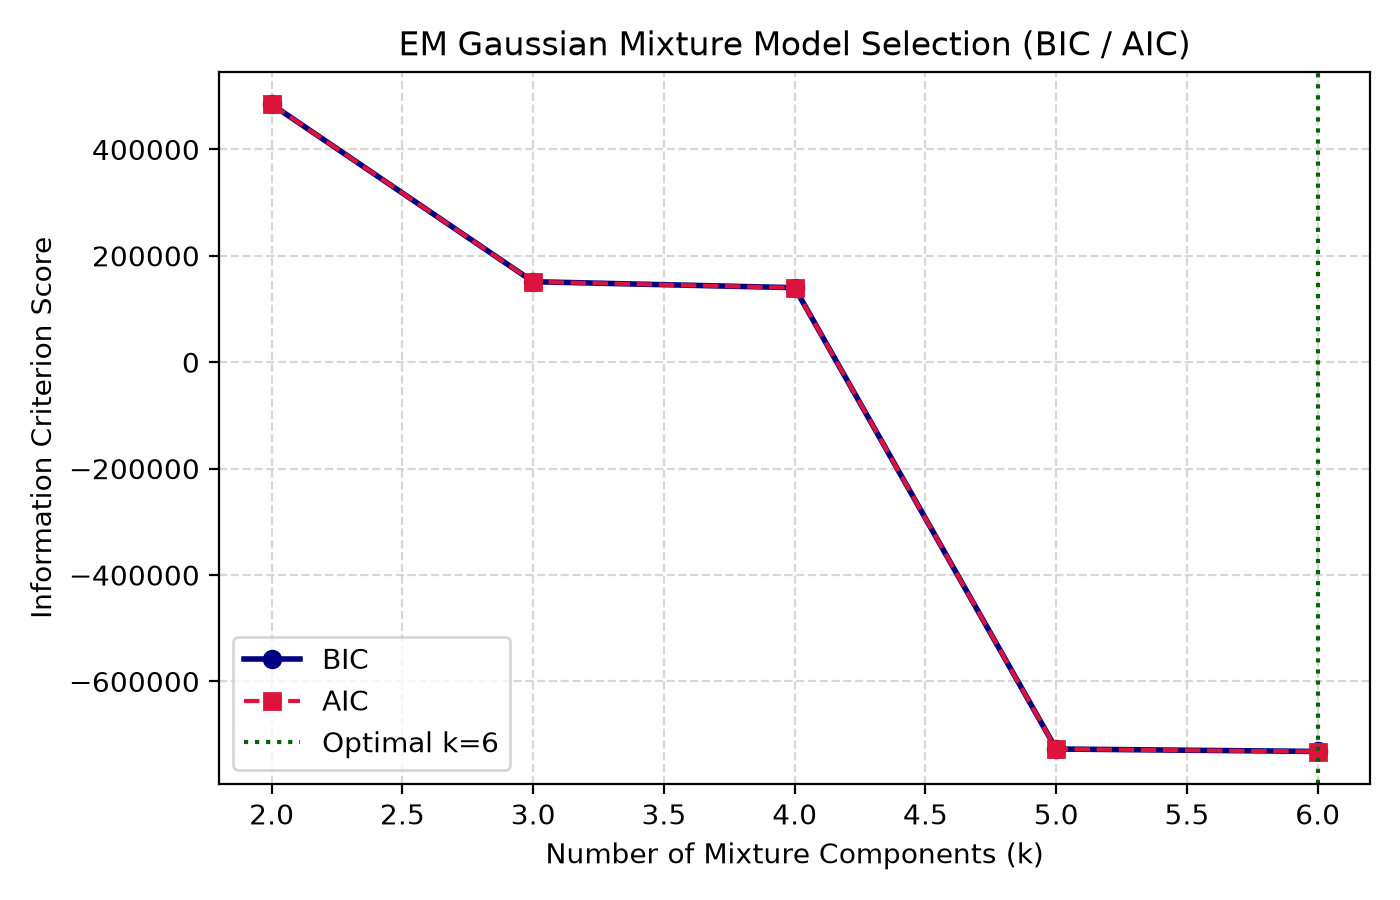 EM Gaussian Mixture Model Selection (BIC / AIC)
Information Criterion Score
400000
200000
0
−200000
−400000
−600000
BIC
AIC
Optimal k=6
2.0 2.5 3.0 3.5 4.0 4.5 5.0 5.5 6.0
Number of Mixture Components (k)